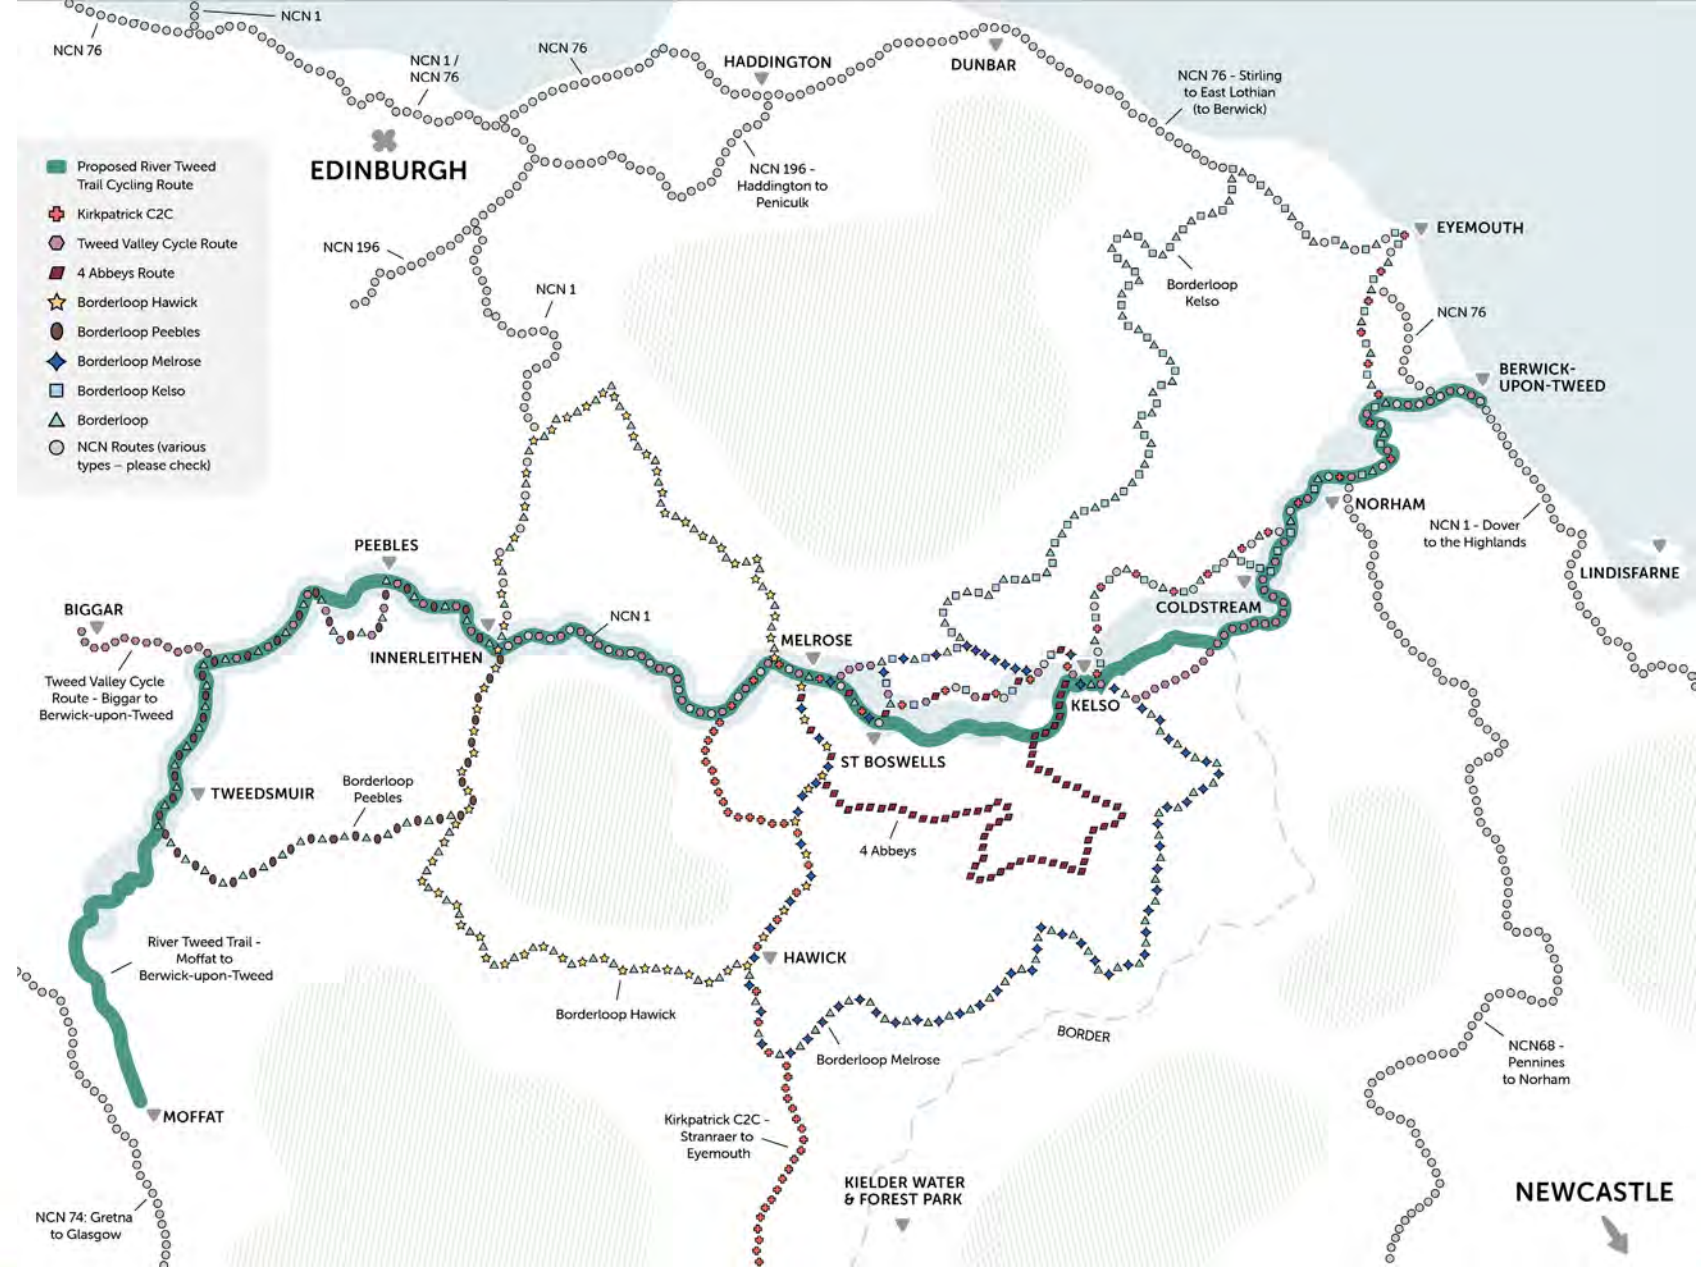 NCN 1
NCN 76
NCN 1 /
NCN 76
NCN 76
HADDINGTON
DUNBAR
NCN 76 - Stirling
to East Lothian
(to Berwick)
EDINBURGH
NCN 196 -
Haddington to
Peniculk
Proposed River Tweed
Trail Cycling Route
Kirkpatrick C2C
Tweed Valley Cycle Route
4 Abbeys Route
Borderloop Hawick
Borderloop Peebles
Borderloop Melrose
Borderloop Kelso
Borderloop
NCN Routes (various
types – please check)
NCN 196
NCN 1
EYEMOUTH
Borderloop
Kelso
NCN 76
BERWICK-
UPON-TWEED
NORHAM
NCN 1 - Dover
to the Highlands
LINDISFARNE
PEEBLES
BIGGAR
NCN 1
COLDSTREAM
INNERLEITHEN
MELROSE
Tweed Valley Cycle
Route - Biggar to
Berwick-upon-Tweed
KELSO
ST BOSWELLS
TWEEDSMUIR
Borderloop
Peebles
4 Abbeys
River Tweed Trail -
Moffat to
Berwick-upon-Tweed
HAWICK
Borderloop Hawick
BORDER
Borderloop Melrose
NCN68 -
Pennines
to Norham
MOFFAT
Kirkpatrick C2C -
Stranraer to
Eyemouth
KIELDER WATER
& FOREST PARK
NEWCASTLE
NCN 74: Gretna
to Glasgow